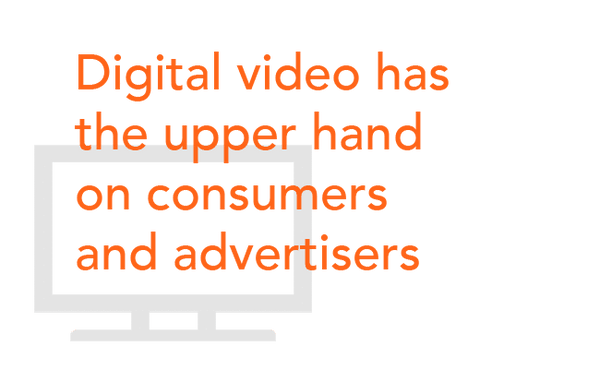 Digital video has
the upper hand
on consumers
and advertisers